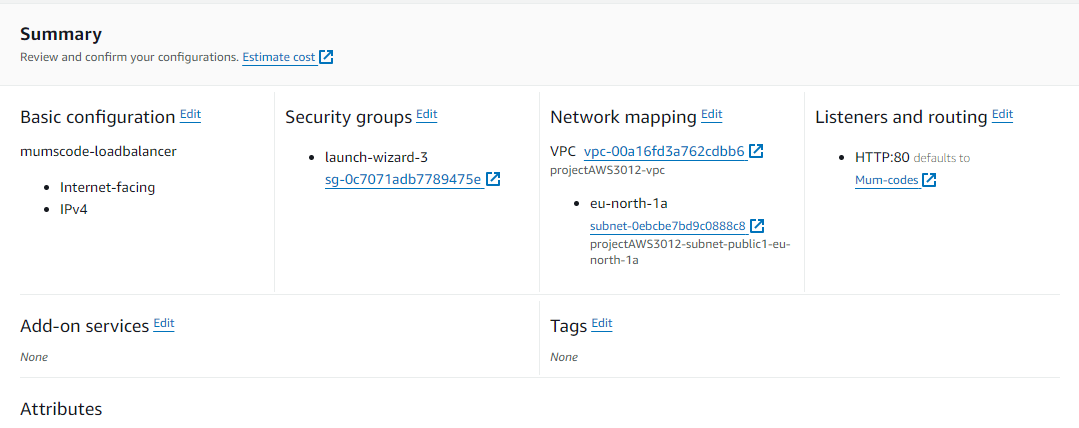 Summary
Review and confirm your configurations. Estimate cost
Basic configuration Edit
mumscode-loadbalancer
Internet-facing
IPv4
Security groups Edit
launch-wizard-3
sg-0c7071adb7789475e
Network mapping Edit
VPC vpc-00a16fd3a762cdbb6
projectAWS3012-vpc
eu-north-1a
subnet-0ebcbe7bd9c0888c8
projectAWS3012-subnet-public1-eu-
north-1a
Listeners and routing Edit
HTTP:80 defaults to
Mum-codes
Add-on services Edit
None
Tags Edit
None
Attributes